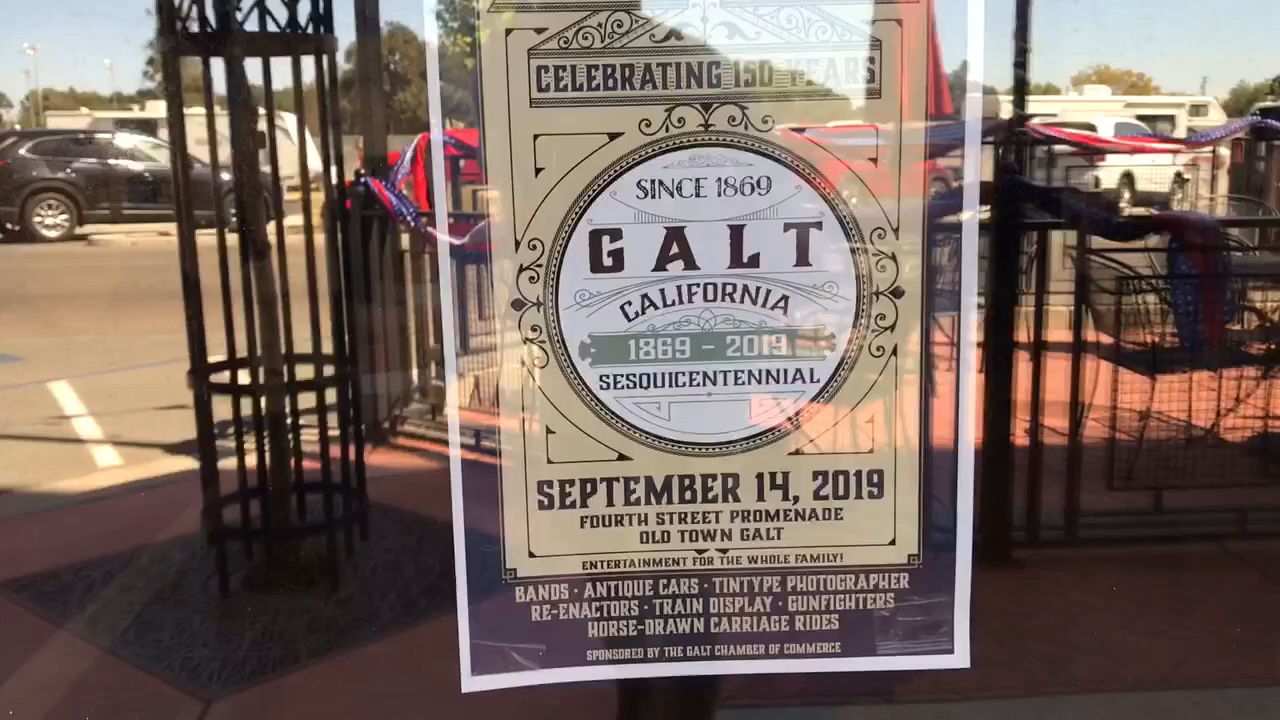 CELEBRATING 150 YEARS
SINCE 1869
GALT
CALIFORNIA
1869 - 2019
SESQUICENTENNIAL
SEPTEMBER 14, 2019
FOURTH STREET PROMENADE
OLD TOWN GALT
ENTERTAINMENT FOR THE WHOLE FAMILY!
BANDS · ANTIQUE CARS · TINTYPE PHOTOGRAPHER
RE-ENACTORS · TRAIN DISPLAY · GUNFIGHTERS
HORSE-DRAWN CARRIAGE RIDES
SPONSORED BY THE GALT CHAMBER OF COMMERCE